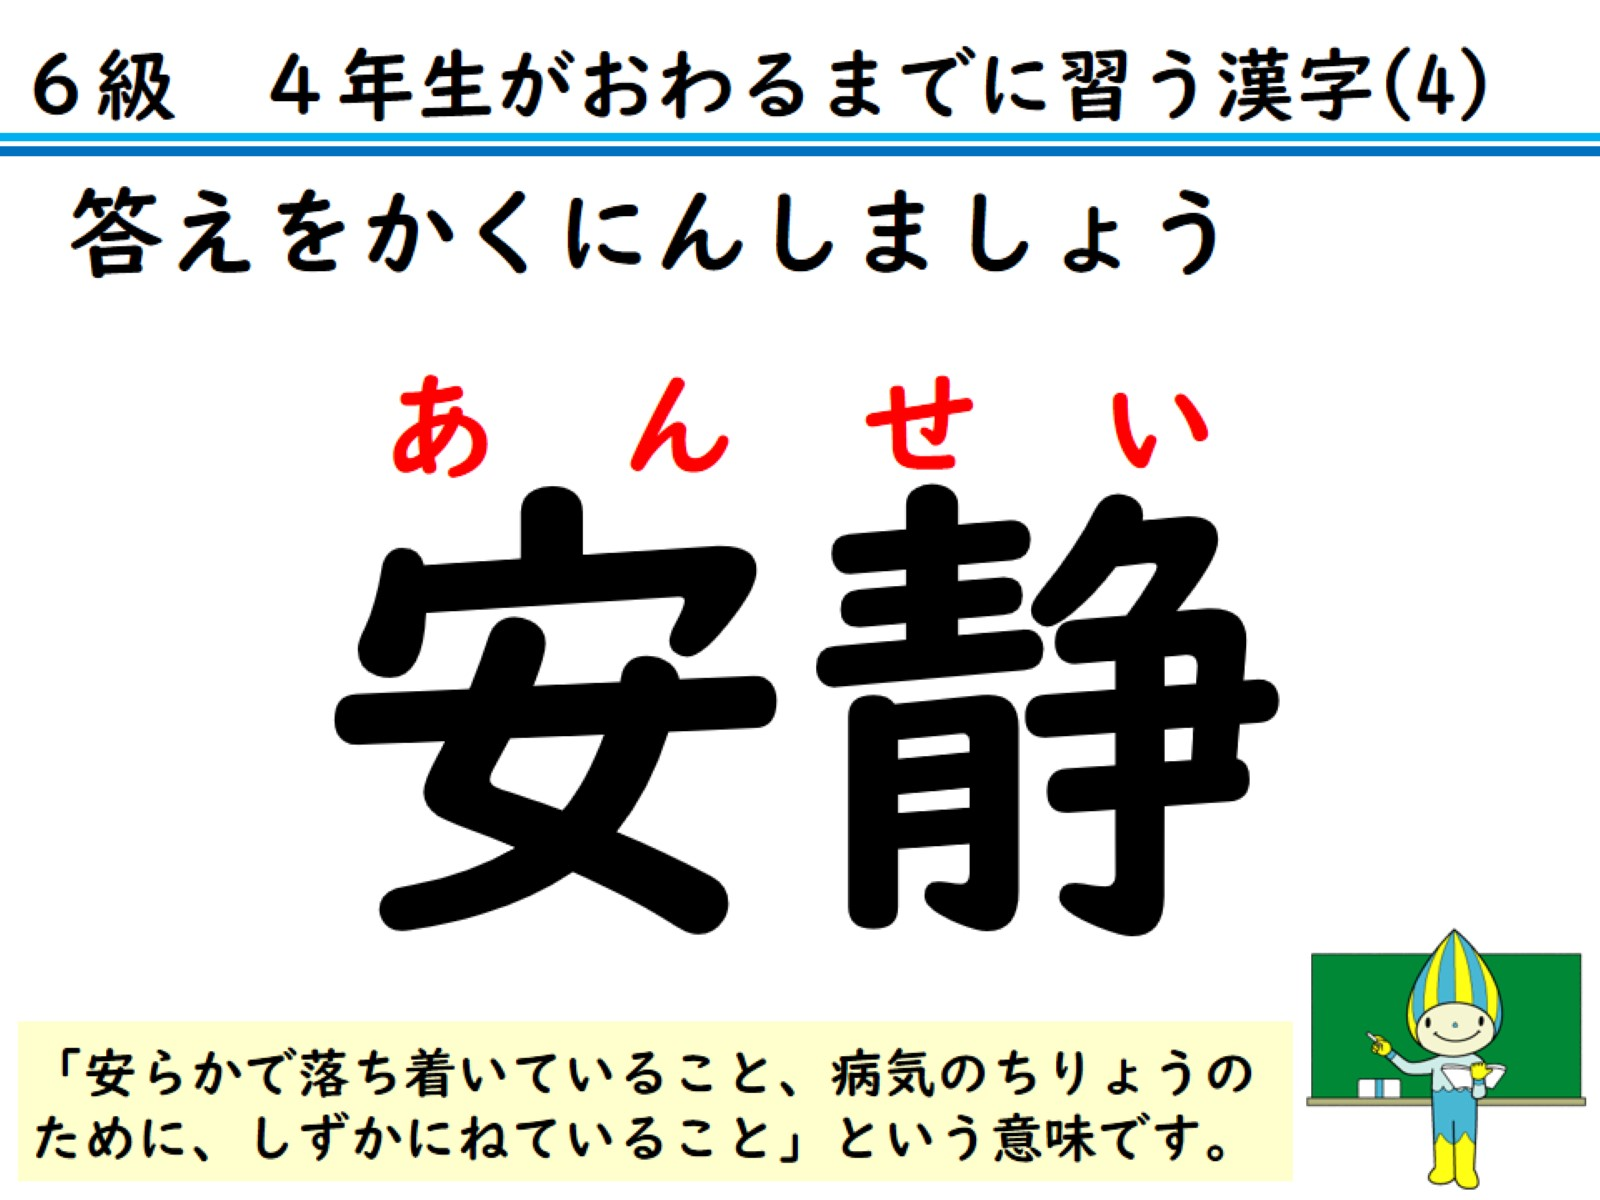 ６級　４年生がおわるまでに習う漢字(4)
答えをかくにんしましょう
あんせい
安静
「安らかで落ち着いていること、病気のちりょうの
ために、しずかにねていること」という意味です。